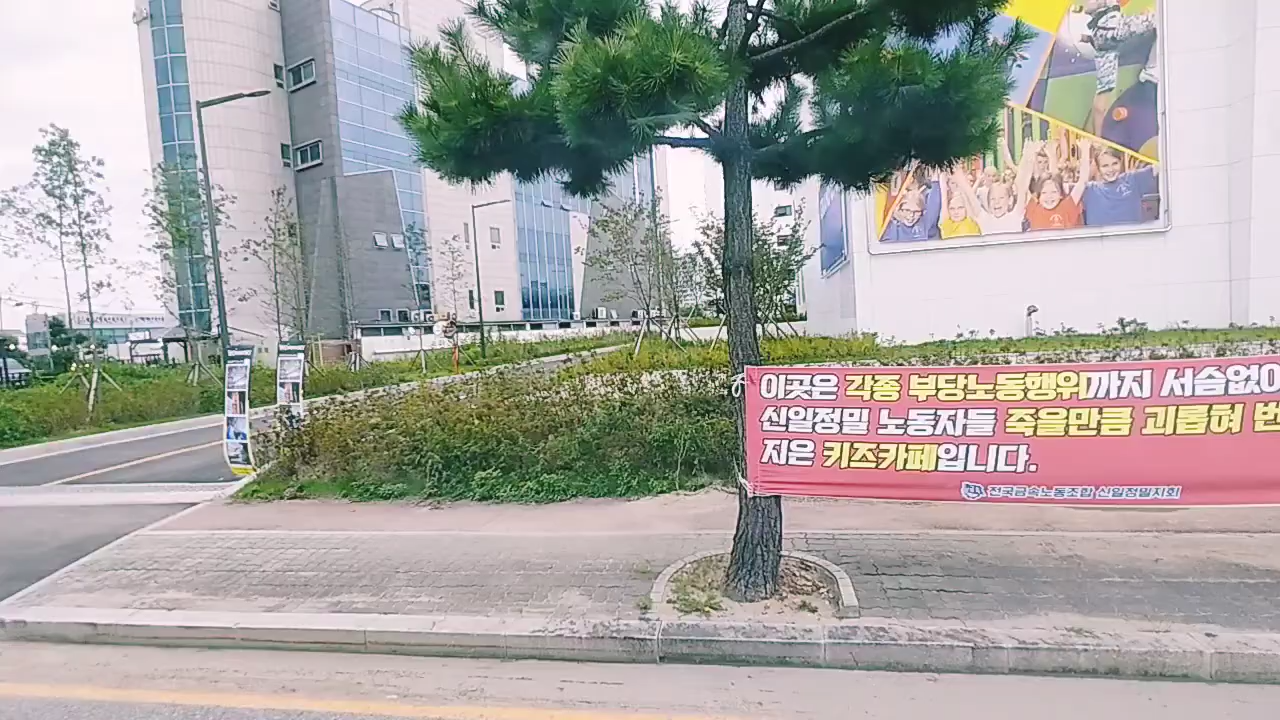 이곳은 각종 부당노동행위까지 서슴없이
신일정밀 노동자들 죽을만큼 괴롭혀 번
지은 키즈카페입니다.
전국금속노동조합 신일정밀지회